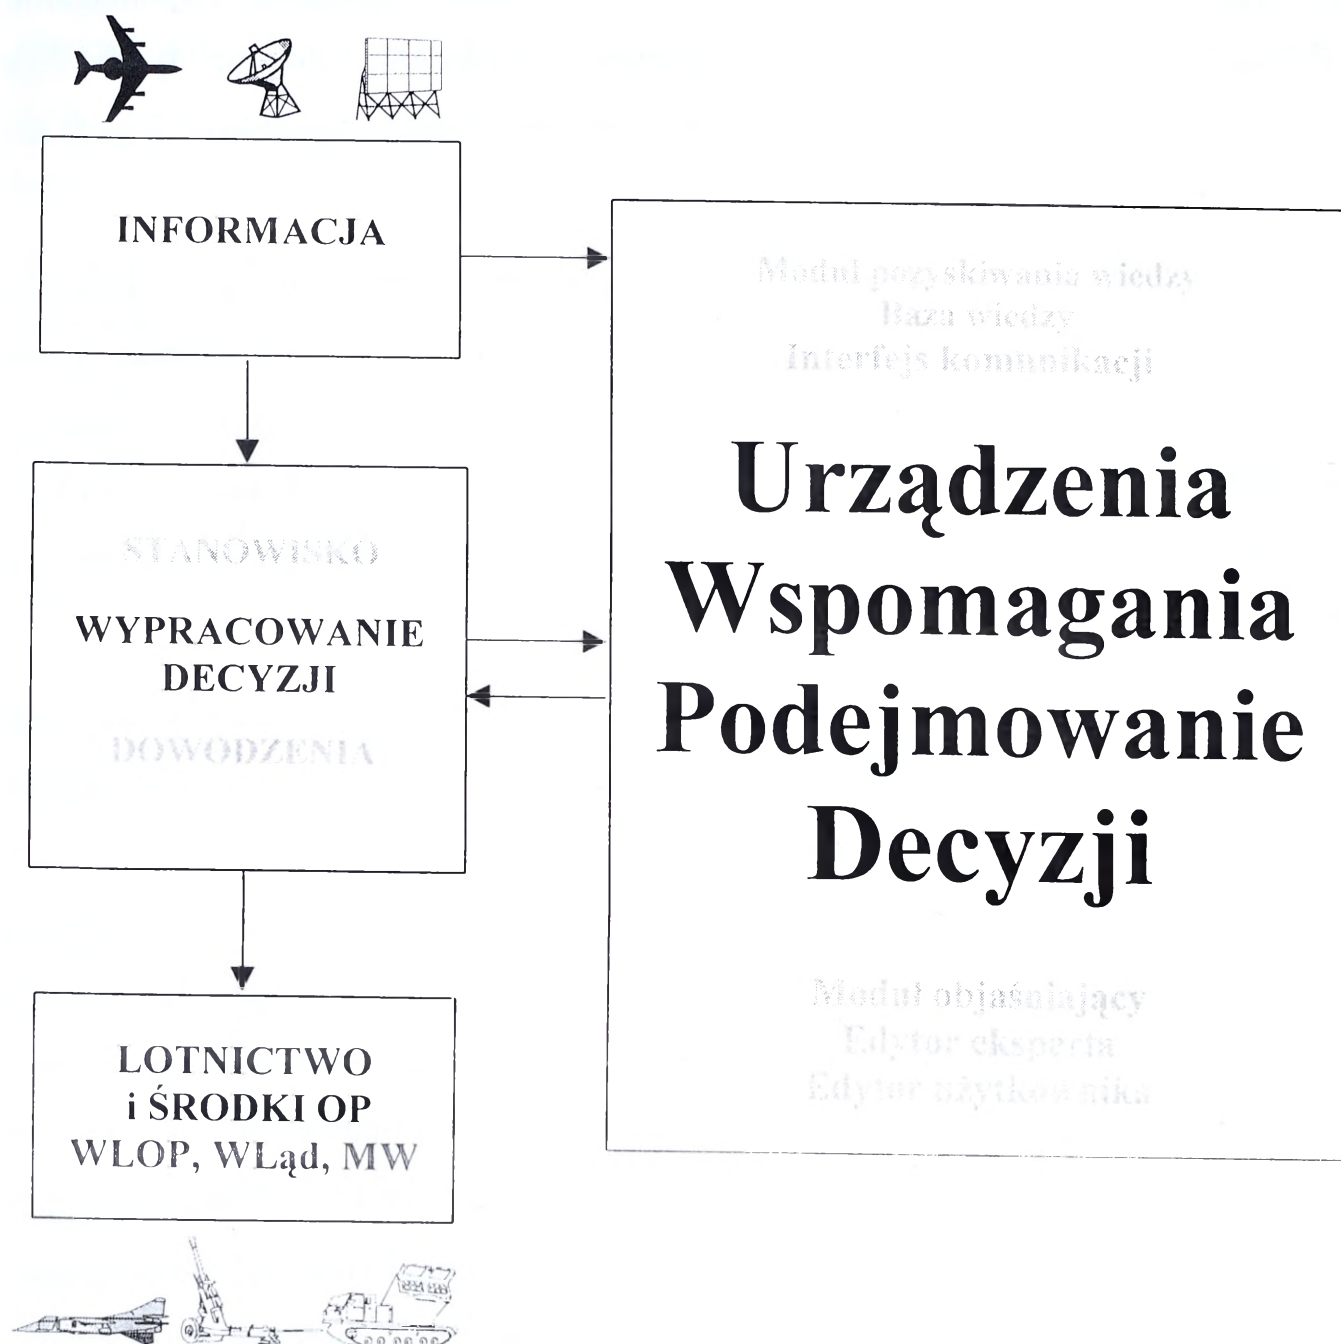 INFORMACJA
Moduł pozyskiwania wiedzy
Baza wiedzy
Interfejs komunikacji
STANOWISKO
WYPRACOWANIE
DECYZJI
DOWODZENIA
Urządzenia
Wspomagania
Podejmowanie
Decyzji
Moduł objaśniający
Edytor eksperta
Edytor użytkownika
LOTNICTWO
i ŚRODKI OP
WLOP, WLąd, MW